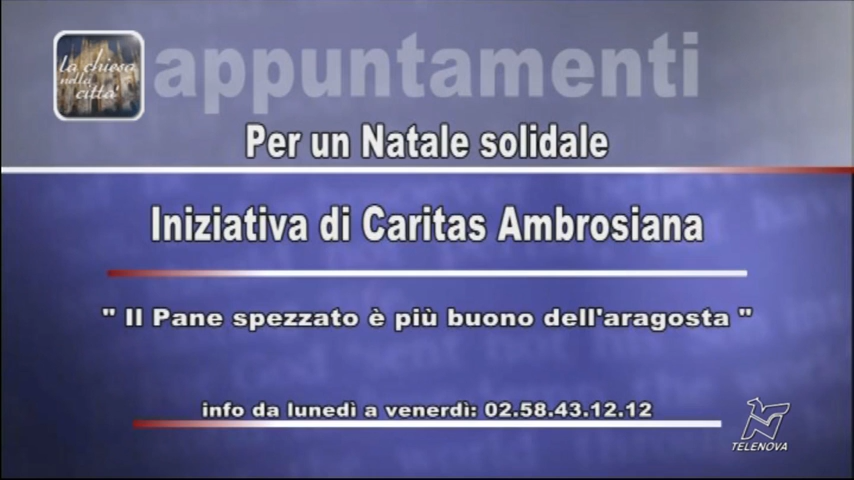 la chiesa
nella
città
appuntamenti
Per un Natale solidale
Iniziativa di Caritas Ambrosiana
" Il Pane spezzato è più buono dell'aragosta "
info da lunedì a venerdì: 02.58.43.12.12
TELENOVA